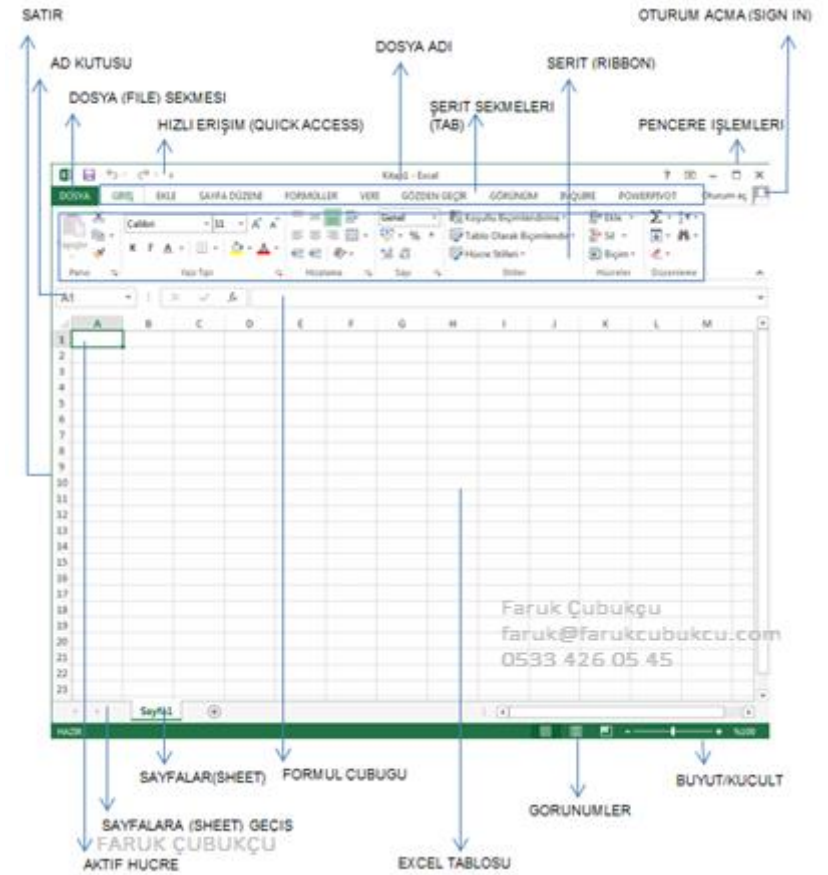 SATIR
OTURUM ACMA (SIGN IN)
DOSYA ADI
AD KUTUSU
SERIT (RIBBON)
DOSYA (FILE) SEKMESI
ŞERIT SEKMELERI
(TAB)
HIZLI ERIŞIM (QUICK ACCESS)
PENCERE IŞLEMLERI
Kitap1 - Excel
DOSYA GİRİŞ EKLE SAYFA DÜZENİ FORMÜLLER VERİ GÖZDEN GEÇİR GÖRÜNÜM INQUIRE POWERPIVOT Oturum aç
Calibri 11 Genel Koşullu Biçimlendirme Ekle
K T A % Tablo Olarak Biçimlendir Sil
Hücre Stilleri Biçim
Pano Yazı Tipi Hizalama Sayı Stiller Hücreler Düzenleme
A1 fx
A B C D E F G H I J K L M
1
2
3
4
5
6
7
8
9
10
11
12
13
14
15
16
17
18
19
20
21
22
23
Faruk Çubukçu
faruk@farukcubukcu.com
0533 426 05 45
Sayfa1
HAZIR %100
SAYFALAR(SHEET)
FORMUL CUBUGU
BUYUT/KUCULT
GORUNUMLER
SAYFALARA (SHEET) GECIS
FARUK ÇUBUKÇU
AKTIF HUCRE
EXCEL TABLOSU